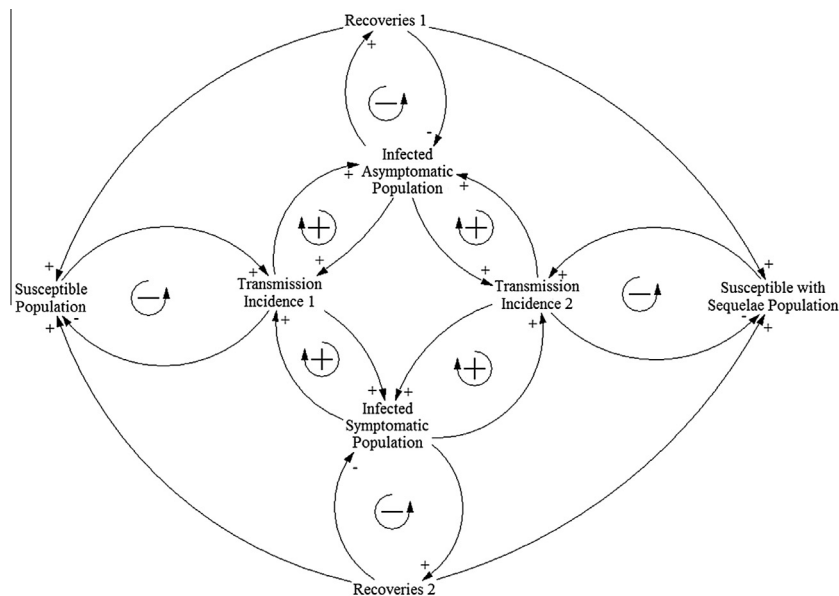 Recoveries 1
+
-
Infected
Asymptomatic
Population
+
+
+
+
+
+
+
+
+
+
Susceptible
Population
-
+
Transmission
Incidence 1
+
Transmission
Incidence 2
+
Susceptible with
Sequelae Population
-
+
+
+
Infected
Symptomatic
Population
-
+
Recoveries 2